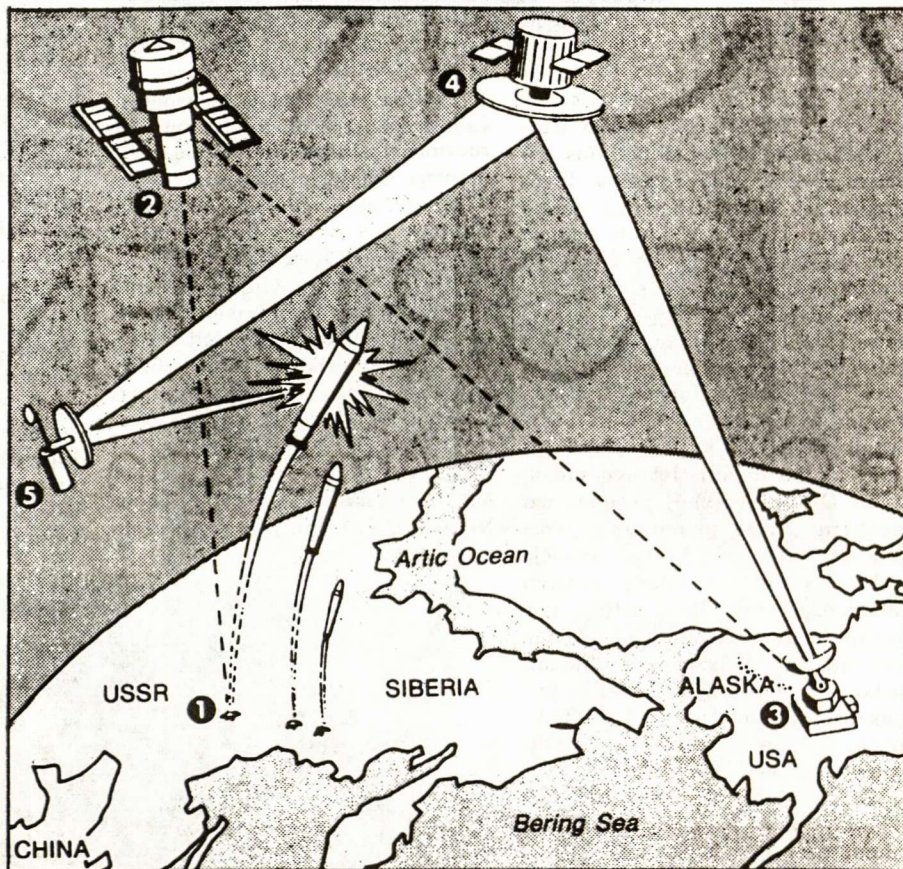 4
2
5
Artic Ocean
USSR
SIBERIA
ALASKA
1
3
USA
Bering Sea
CHINA